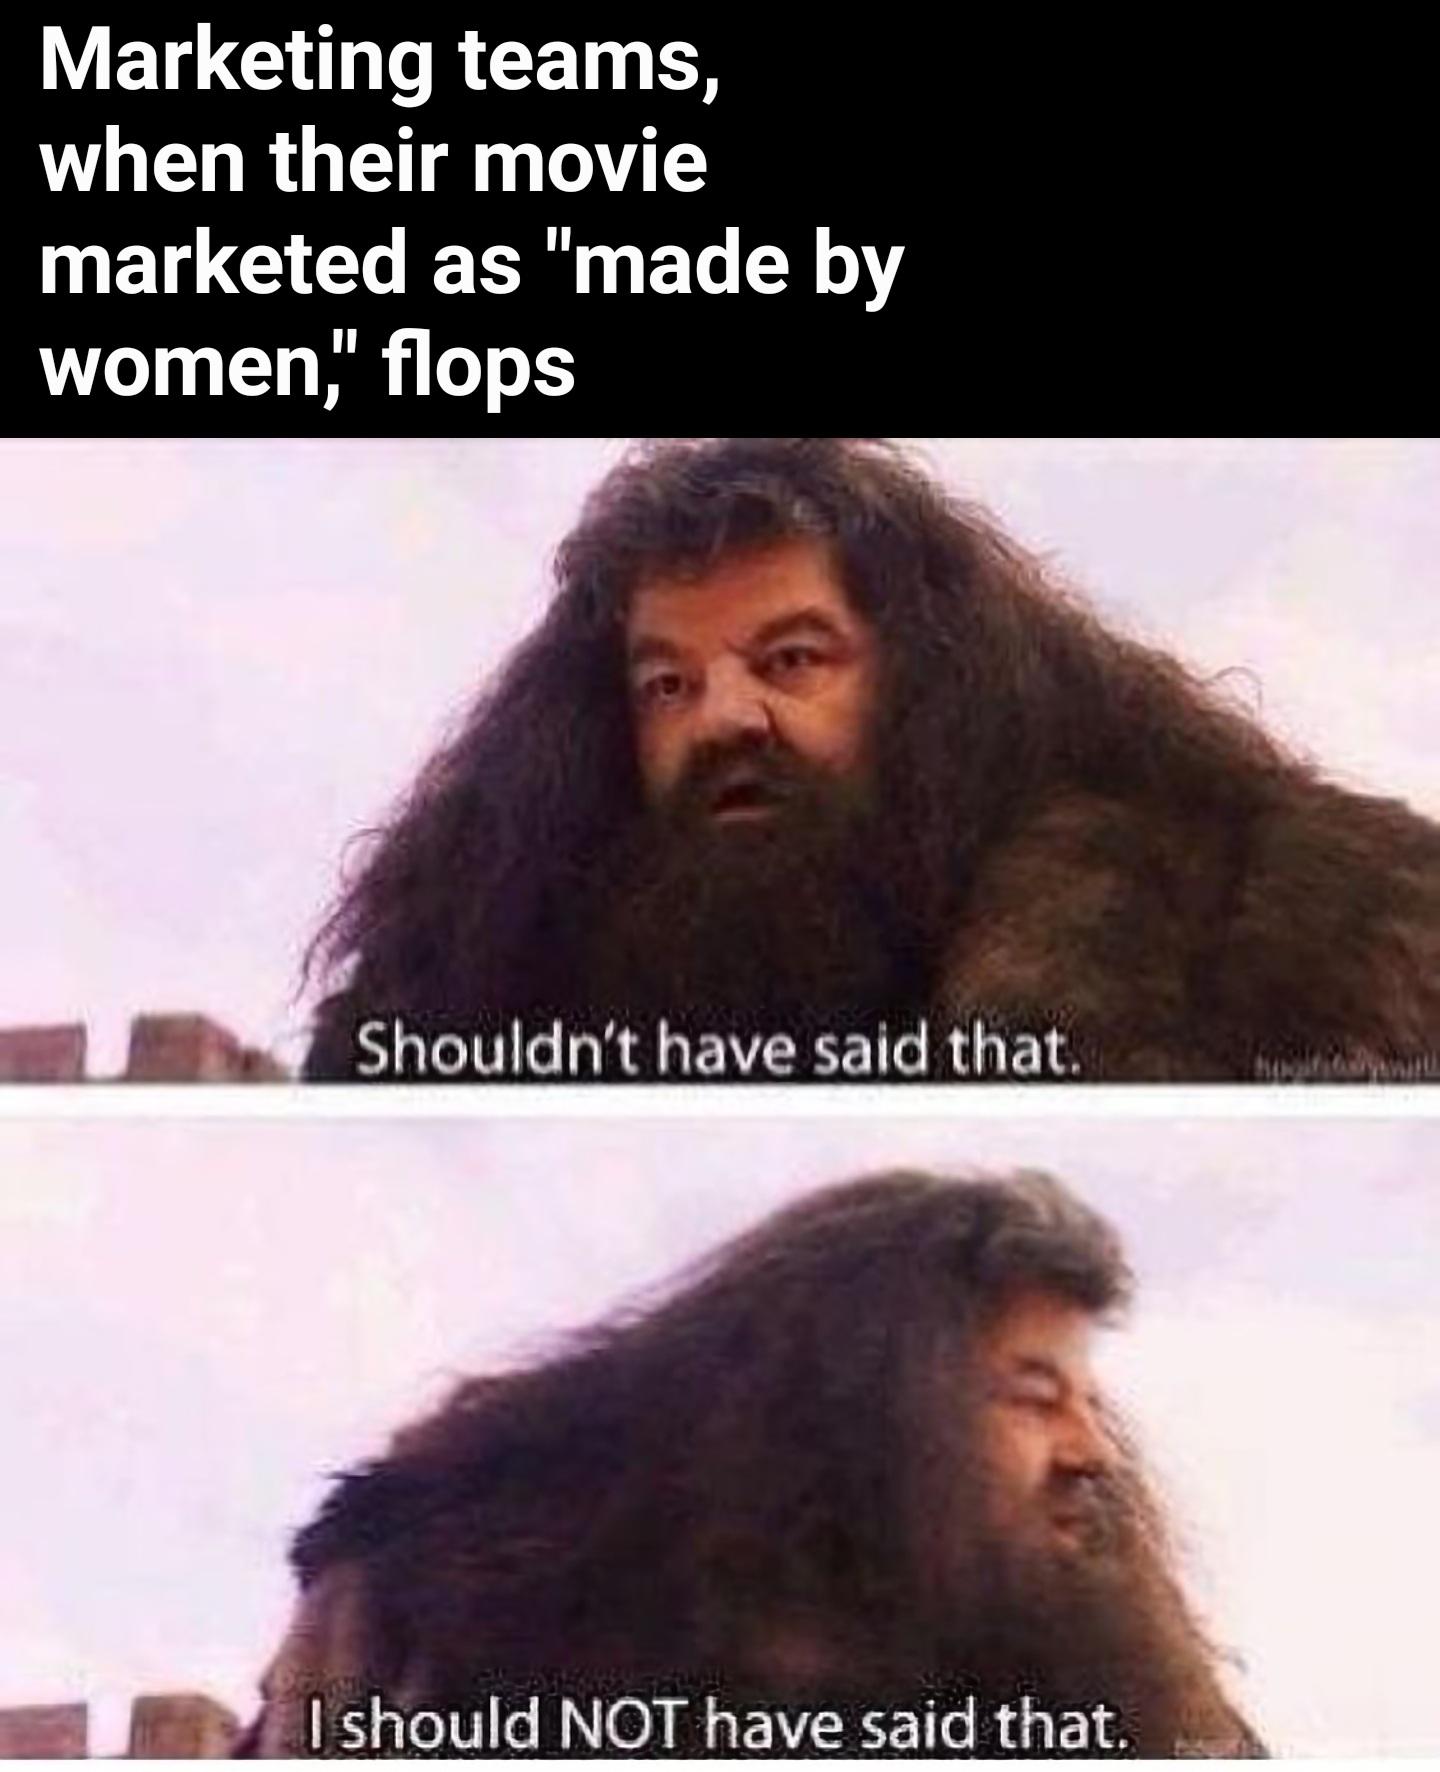 Marketing teams,
when their movie
marketed as "made by
women," flops
Shouldn't have said that.
I should NOT have said that.